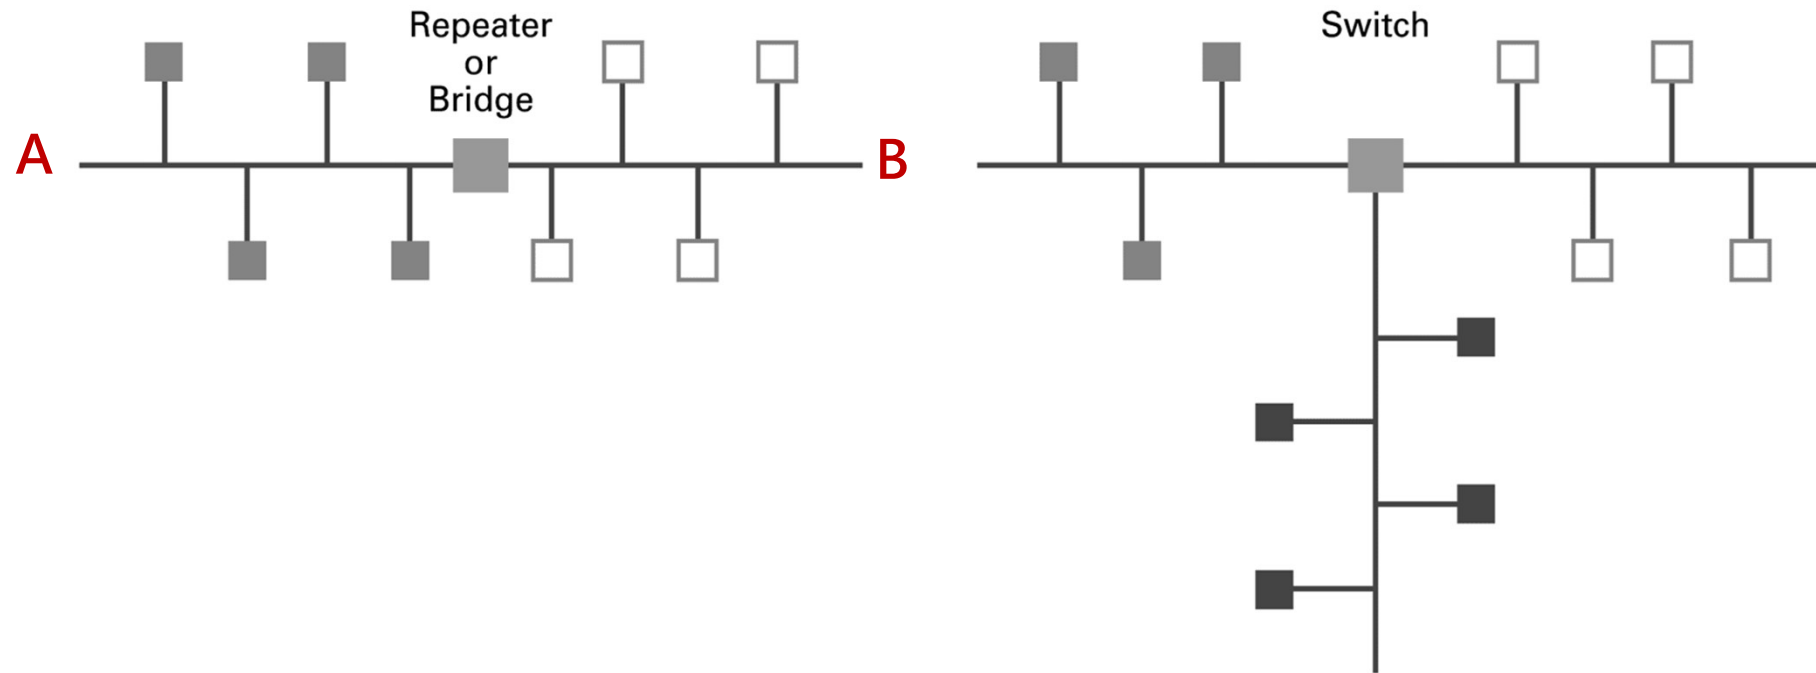 Repeater
or
Bridge
A
Switch
B